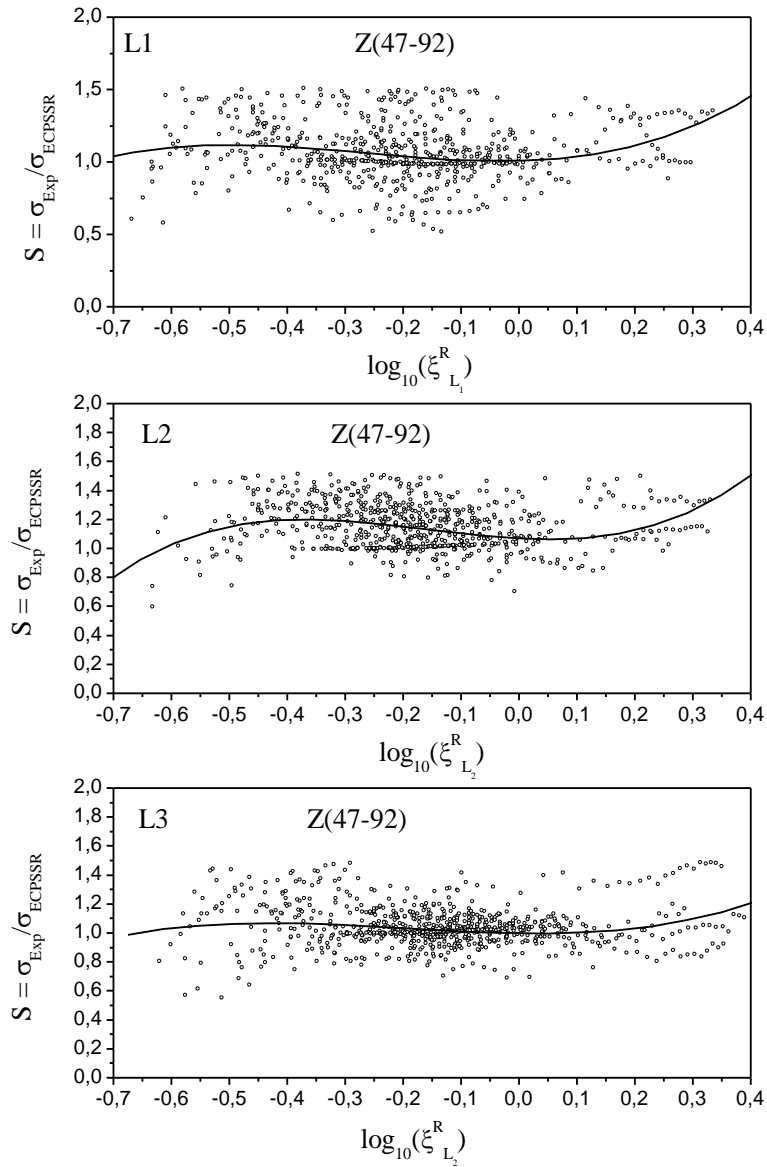 L1 Z(47-92)
2,0
1,5
1,0
0,5
0,0
S = σExp/σECPSSR
-0,7 -0,6 -0,5 -0,4 -0,3 -0,2 -0,1 0,0 0,1 0,2 0,3 0,4
log10(ξRL1)
L2 Z(47-92)
2,0
1,8
1,6
1,4
1,2
1,0
0,8
0,6
0,4
0,2
0,0
S = σExp/σECPSSR
-0,7 -0,6 -0,5 -0,4 -0,3 -0,2 -0,1 0,0 0,1 0,2 0,3 0,4
log10(ξRL2)
L3 Z(47-92)
2,0
1,8
1,6
1,4
1,2
1,0
0,8
0,6
0,4
0,2
0,0
S = σExp/σECPSSR
-0,7 -0,6 -0,5 -0,4 -0,3 -0,2 -0,1 0,0 0,1 0,2 0,3 0,4
log10(ξRL2)